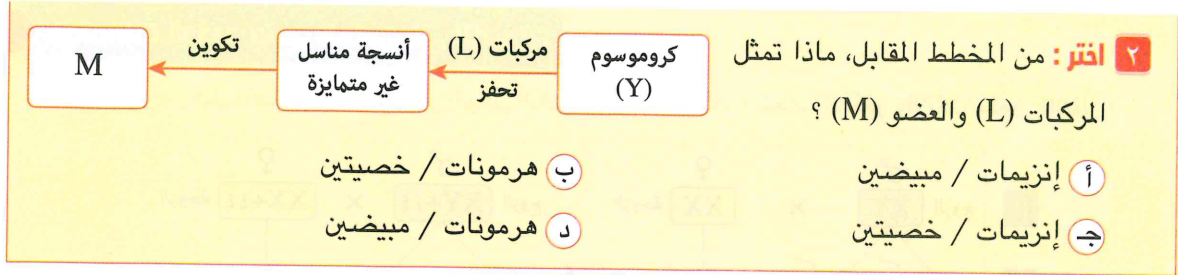 ٢ اختر : من المخطط المقابل، ماذا تمثل
المركبات (L) والعضو (M) ؟
كروموسوم
(Y)
مركبات (L)
تحفز
أنسجة مناسل
غير متمايزة
تكوين
M
أ إنزيمات / مبيضين
ب هرمونات / خصيتين
جـ إنزيمات / خصيتين
د هرمونات / مبيضين